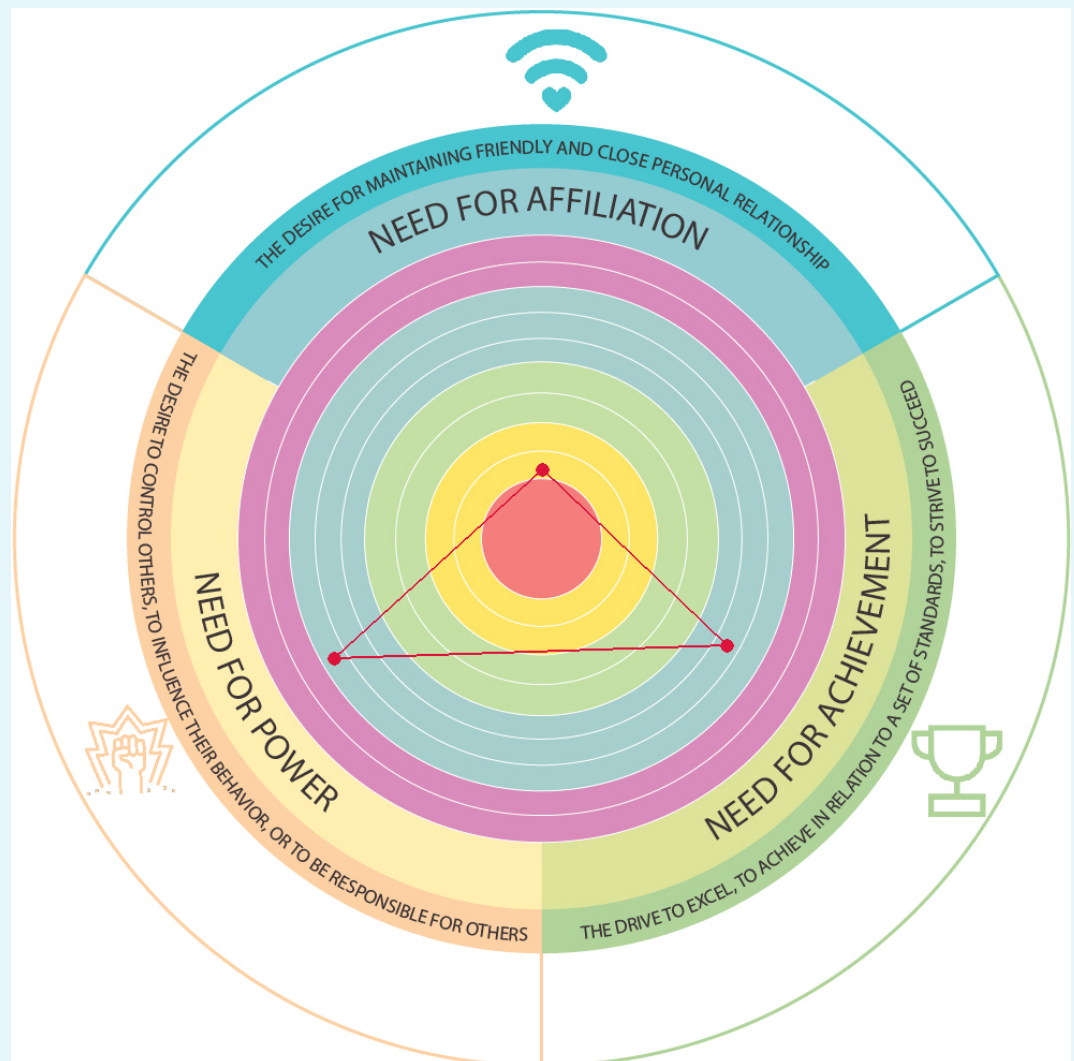 THE DESIRE FOR MAINTAINING FRIENDLY AND CLOSE PERSONAL RELATIONSHIP
NEED FOR AFFILIATION
THE DESIRE TO CONTROL OTHERS, TO INFLUENCE THEIR BEHAVIOR, OR TO BE RESPONSIBLE FOR OTHERS
NEED FOR POWER
NEED FOR ACHIEVEMENT
THE DRIVE TO EXCEL, TO ACHIEVE IN RELATION TO A SET OF STANDARDS, TO STRIVE TO SUCCEED